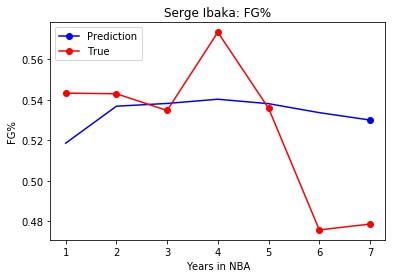 Serge Ibaka: FG%
Prediction
True
FG%
0.56
0.54
0.52
0.50
0.48
1 2 3 4 5 6 7
Years in NBA